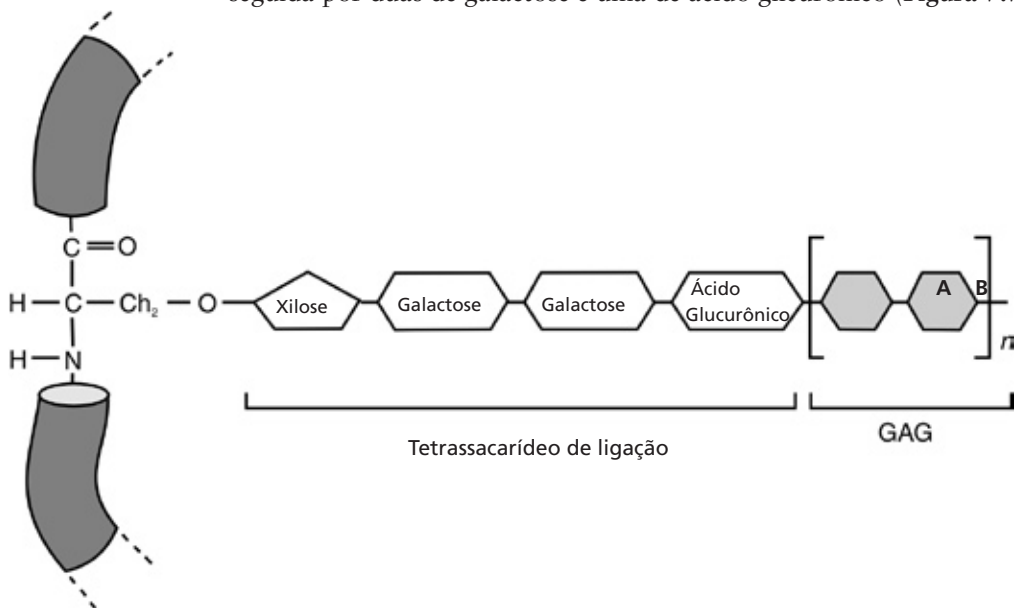 seguida por duas de galactose e uma de ácido glicurônico (Figura
C=O
H
Ch₂
O
Xilose
Galactose
Galactose
Ácido
Glucurônico
A
B
n
H
N
Tetrassacarídeo de ligação
GAG